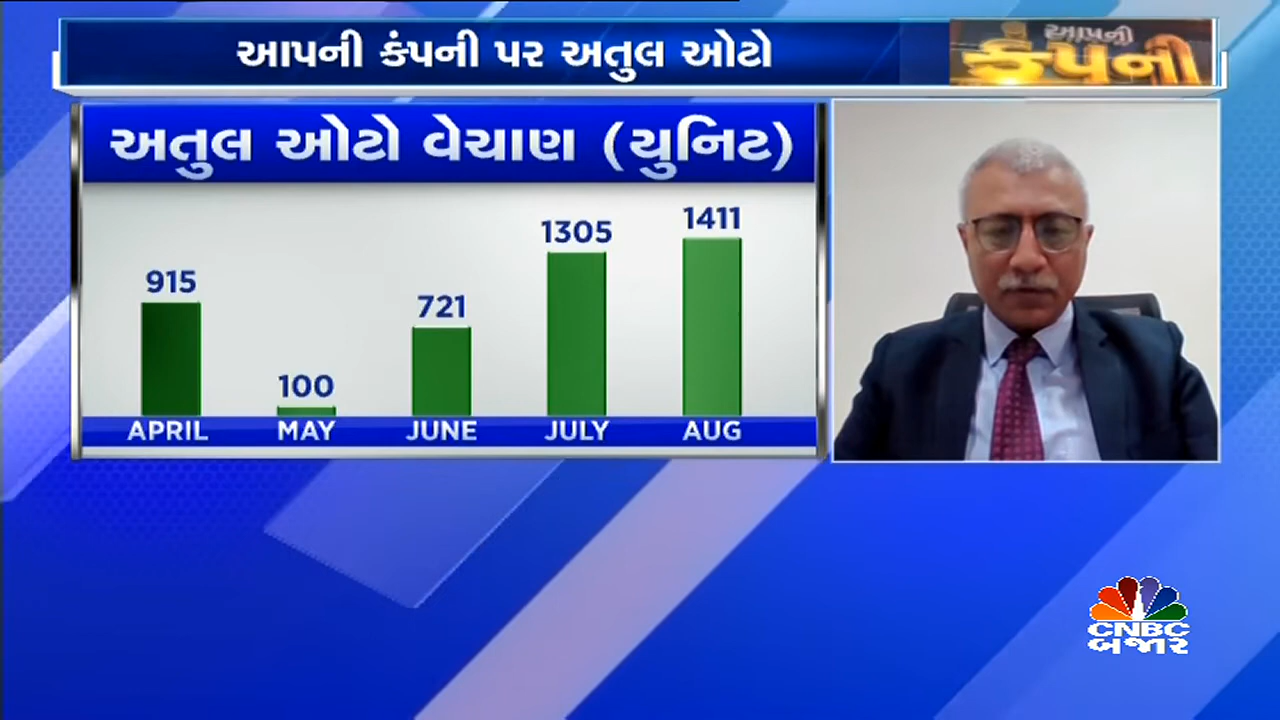 આપની કંપની પર અતુલ ઓટો
આપની
કંપની
અતુલ ઓટો વેચાણ (યુનિટ)
915
100
721
1305
1411
APRIL MAY JUNE JULY AUG
CNBC
બજાર